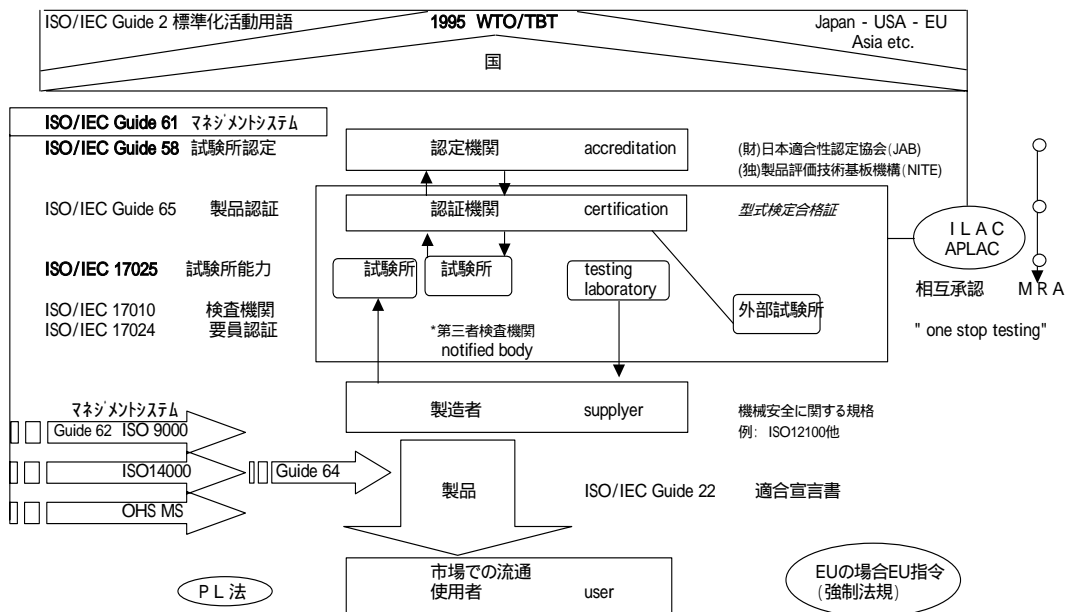 ISO/IEC Guide 2 標準化活動用語
1995 WTO/TBT
Japan - USA - EU
Asia etc.
国
ISO/IEC Guide 61 ﾏﾈｼﾞﾒﾝﾄｼｽﾃﾑ
ISO/IEC Guide 58 試験所認定
認定機関 accreditation
(財)日本適合性認定協会(JAB)
(独)製品評価技術基板機構(NITE)
ISO/IEC Guide 65 製品認証
認証機関 certification
型式検定合格証
ILAC
APLAC
ISO/IEC 17025 試験所能力
試験所
試験所
testing
laboratory
外部試験所
相互承認 MRA
ISO/IEC 17010 検査機関
ISO/IEC 17024 要員認証
*第三者検査機関
notified body
" one stop testing"
製造者 supplyer
機械安全に関する規格
例: ISO12100他
ﾏﾈｼﾞﾒﾝﾄｼｽﾃﾑ
Guide 62 ISO 9000
ISO14000
Guide 64
OHS MS
製品
ISO/IEC Guide 22 適合宣言書
市場での流通
使用者 user
PL法
EUの場合EU指令
(強制法規)